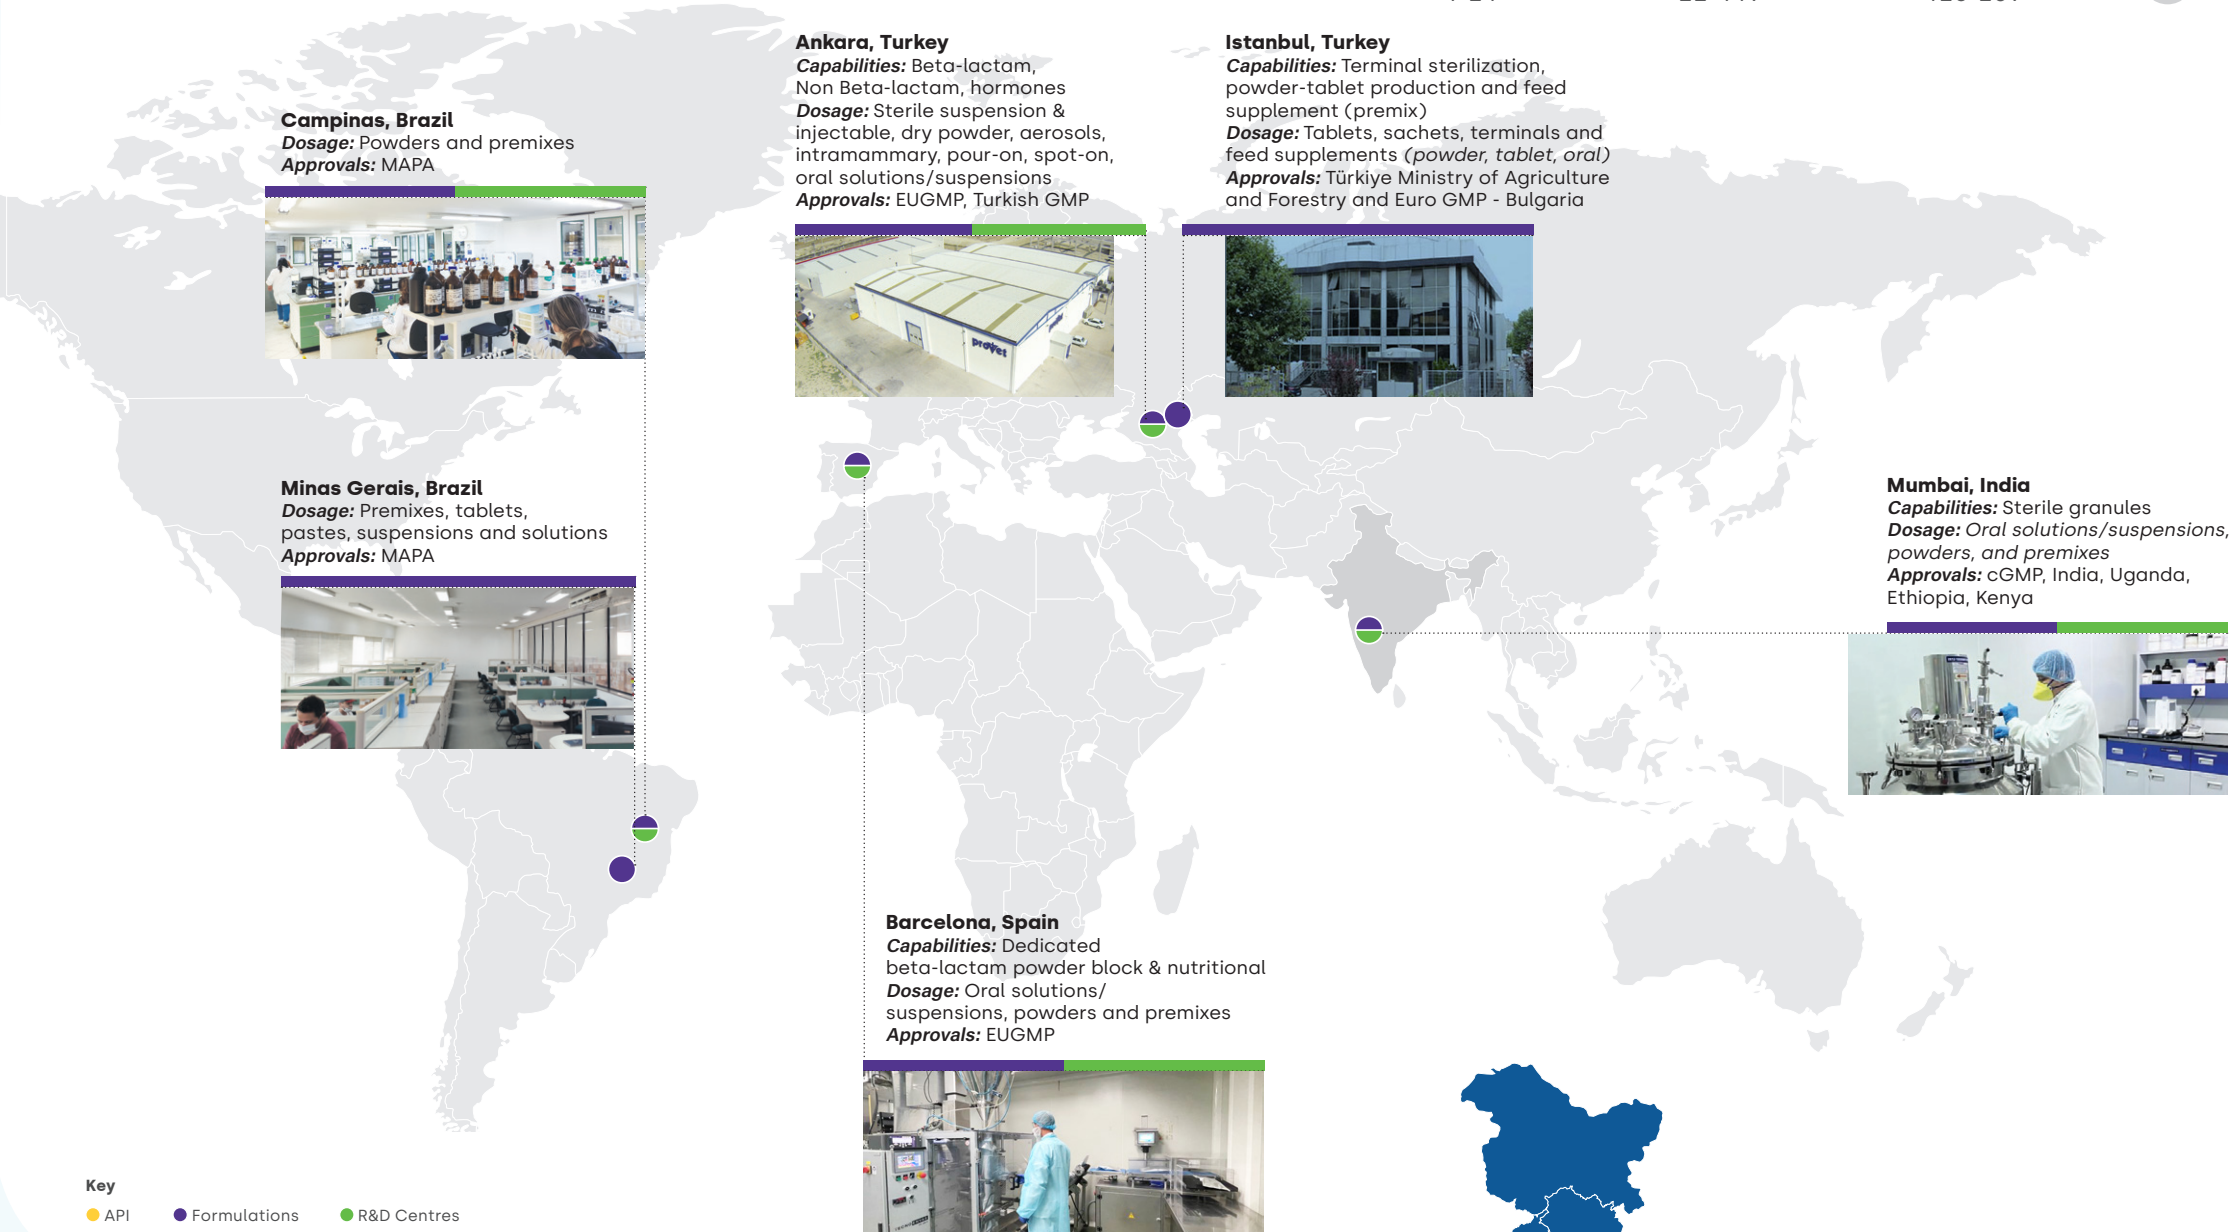 Ankara, Turkey
Capabilities: Beta-lactam,
Non Beta-lactam, hormones
Dosage: Sterile suspension &
injectable, dry powder, aerosols,
intramammary, pour-on, spot-on,
oral solutions/suspensions
Approvals: EUGMP, Turkish GMP
Istanbul, Turkey
Capabilities: Terminal sterilization,
powder-tablet production and feed
supplement (premix)
Dosage: Tablets, sachets, terminals and
feed supplements (powder, tablet, oral)
Approvals: Türkiye Ministry of Agriculture
and Forestry and Euro GMP - Bulgaria
Campinas, Brazil
Dosage: Powders and premixes
Approvals: MAPA
provet
Minas Gerais, Brazil
Dosage: Premixes, tablets,
pastes, suspensions and solutions
Approvals: MAPA
Mumbai, India
Capabilities: Sterile granules
Dosage: Oral solutions/suspensions,
powders, and premixes
Approvals: cGMP, India, Uganda,
Ethiopia, Kenya
Barcelona, Spain
Capabilities: Dedicated
beta-lactam powder block & nutritional
Dosage: Oral solutions/
suspensions, powders and premixes
Approvals: EUGMP
Key
API
Formulations
R&D Centres